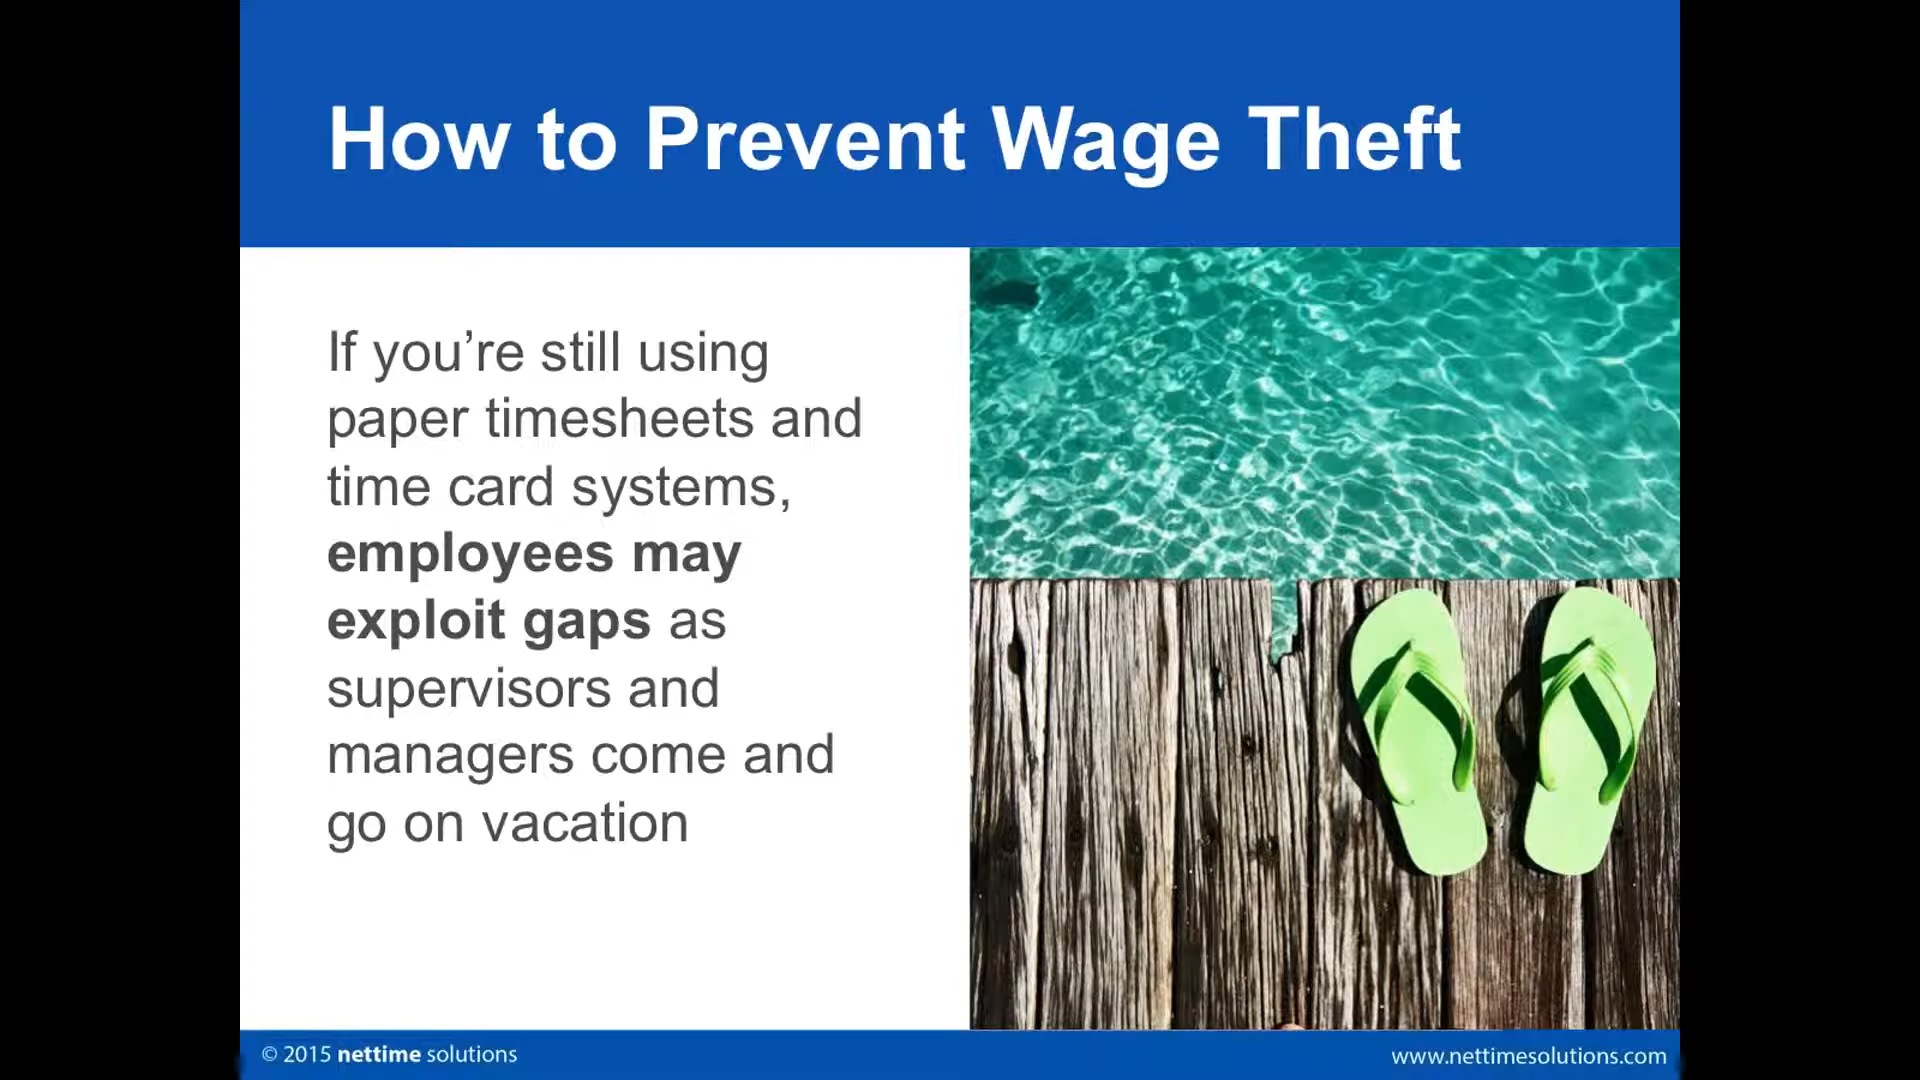 How to Prevent Wage Theft
If you’re still using
paper timesheets and
time card systems,
employees may
exploit gaps as
supervisors and
managers come and
go on vacation
© 2015 nettime solutions
www.nettimesolutions.com